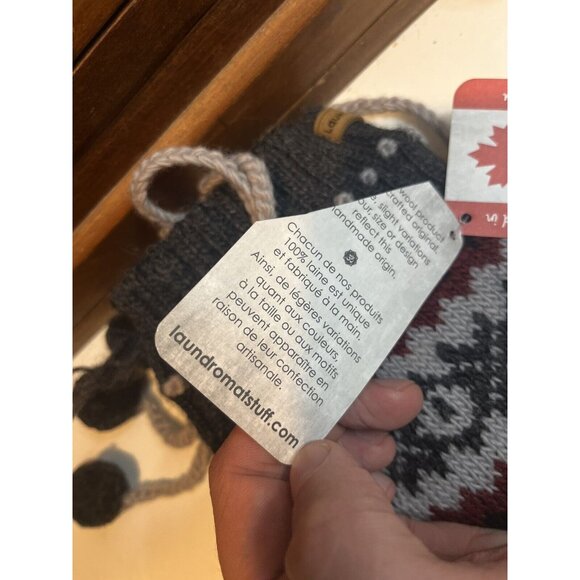 wool product
crafted original.
slight variations
our, size or design
reflect this
handmade origin.
Chacun de nos produits
100% laine est unique
et fabriqué à la main.
Ainsi, de légères variations
quant aux couleurs,
à la taille ou aux motifs
peuvent apparaître en
raison de leur confection
artisanale.
laundromatstuff.com
in